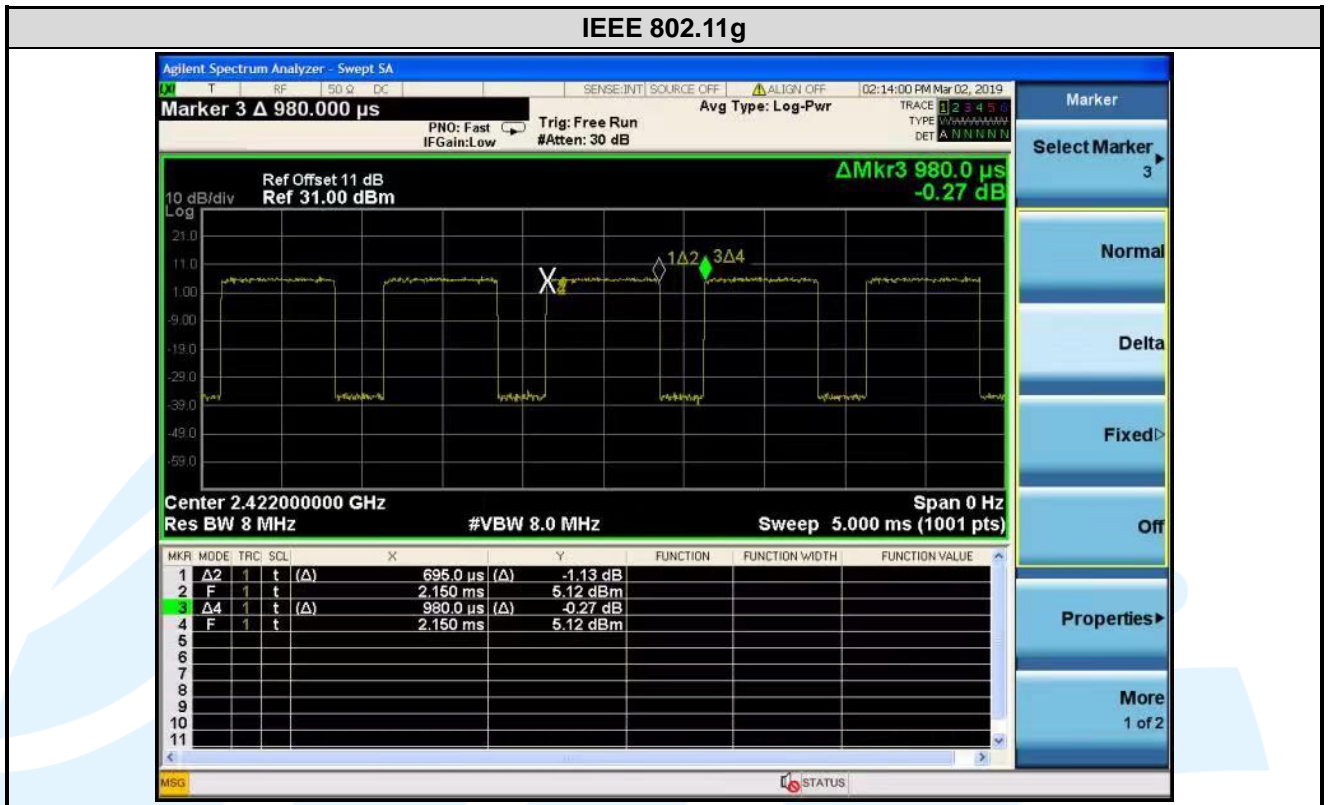 IEEE 802.11g
Agilent Spectrum Analyzer - Swept SA
LXI T RF 50 Ω DC SENSE:INT SOURCE OFF ALIGN OFF 02:14:00 PM Mar 02, 2019
Marker 3 Δ 980.000 µs
PNO: Fast
IFGain:Low
Trig: Free Run
#Atten: 30 dB
Avg Type: Log-Pwr
TRACE 1 2 3 4 5 6
TYPE
DET A N N N N N
ΔMkr3 980.0 µs
-0.27 dB
Ref Offset 11 dB
10 dB/div Ref 31.00 dBm
Log
21.0
11.0
1.00
-9.00
-19.0
-29.0
-39.0
-49.0
-59.0
1Δ2 3Δ4
X
Center 2.422000000 GHz Span 0 Hz
Res BW 8 MHz #VBW 8.0 MHz Sweep 5.000 ms (1001 pts)
MKR MODE TRC SCL X Y FUNCTION FUNCTION WIDTH FUNCTION VALUE
1 Δ2 1 t (Δ) 695.0 µs (Δ) -1.13 dB
2 F 1 t 2.150 ms 5.12 dBm
3 Δ4 1 t (Δ) 980.0 µs (Δ) -0.27 dB
4 F 1 t 2.150 ms 5.12 dBm
5
6
7
8
9
10
11
MSG STATUS
Marker
Select Marker
3
Normal
Delta
Fixed
Off
Properties
More
1 of 2